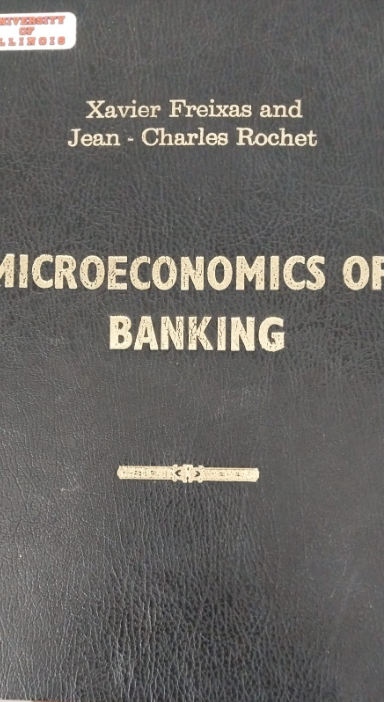 UNIVERSITY
OF
ILLINOIS
Xavier Freixas and
Jean - Charles Rochet
MICROECONOMICS OF
BANKING